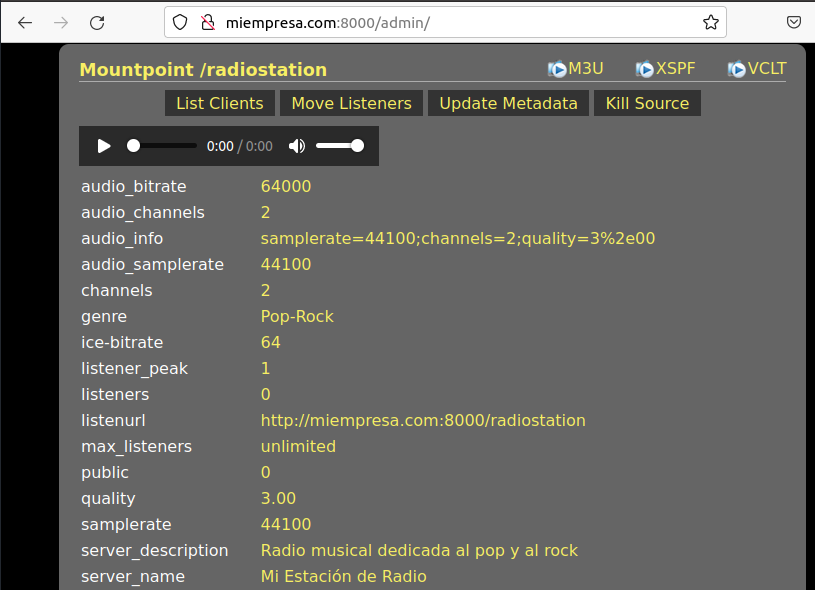 miempresa.com:8000/admin/
Mountpoint /radiostation M3U XSPF VCLT
List Clients Move Listeners Update Metadata Kill Source
0:00 / 0:00
audio_bitrate 64000
audio_channels 2
audio_info samplerate=44100;channels=2;quality=3%2e00
audio_samplerate 44100
channels 2
genre Pop-Rock
ice-bitrate 64
listener_peak 1
listeners 0
listenurl http://miempresa.com:8000/radiostation
max_listeners unlimited
public 0
quality 3.00
samplerate 44100
server_description Radio musical dedicada al pop y al rock
server_name Mi Estación de Radio